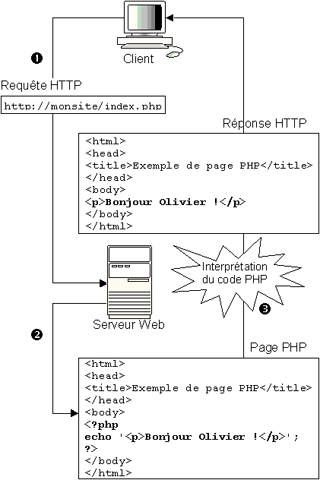 Client
❶
Requête HTTP
http://monsite/index.php
Réponse HTTP
<html>
<head>
<title>Exemple de page PHP</title>
</head>
<body>
<p>Bonjour Olivier !</p>
</body>
</html>
Interprétation
du code PHP
❸
Serveur Web
❷
Page PHP
<html>
<head>
<title>Exemple de page PHP</title>
</head>
<body>
<?php
echo '<p>Bonjour Olivier !</p>';
?>
</body>
</html>